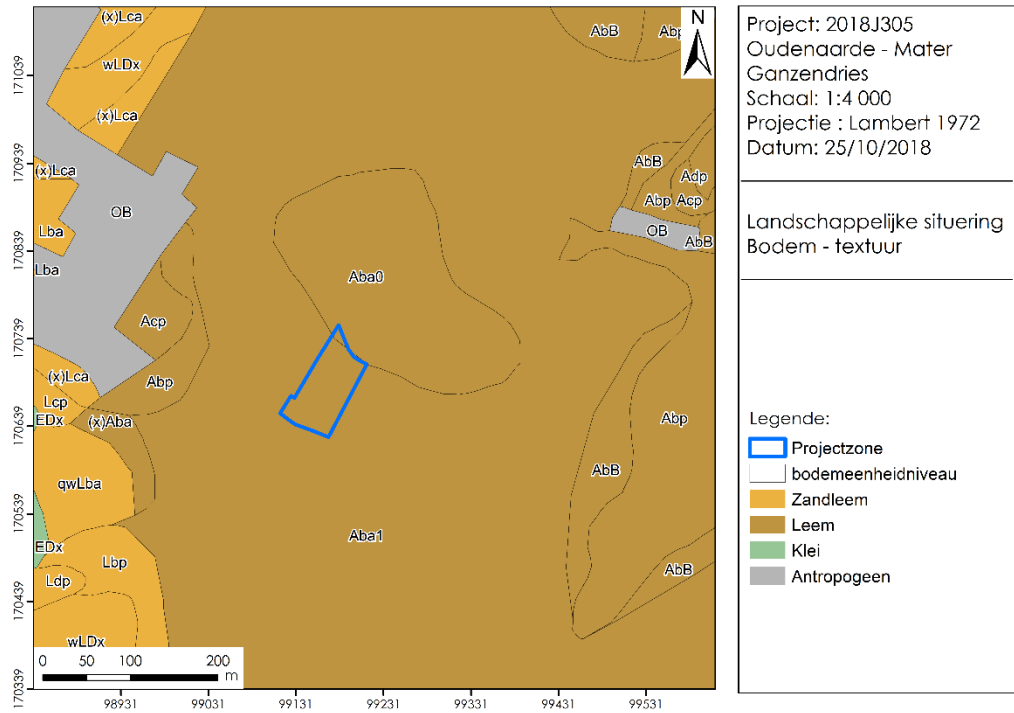 (x)Lca
wLDx
(x)Lca
(x)Lca
OB
Lba
Lba
Acp
(x)Lca
Abp
Lcp
EDx
(x)Aba
qwLba
EDx
Lbp
Ldp
wLDx
Aba0
Aba1
AbB
Abp
N
AbB
Adp
Abp Acp
OB
AbB
Abp
AbB
AbB
0 50 100 200
m
171039
170939
170839
170739
170639
170539
170439
170339
98931 99031 99131 99231 99331 99431 99531
Project: 2018J305
Oudenaarde - Mater
Ganzendries
Schaal: 1:4 000
Projectie : Lambert 1972
Datum: 25/10/2018
Landschappelijke situering
Bodem - textuur
Legende:
Projectzone
bodemeenheidniveau
Zandleem
Leem
Klei
Antropogeen